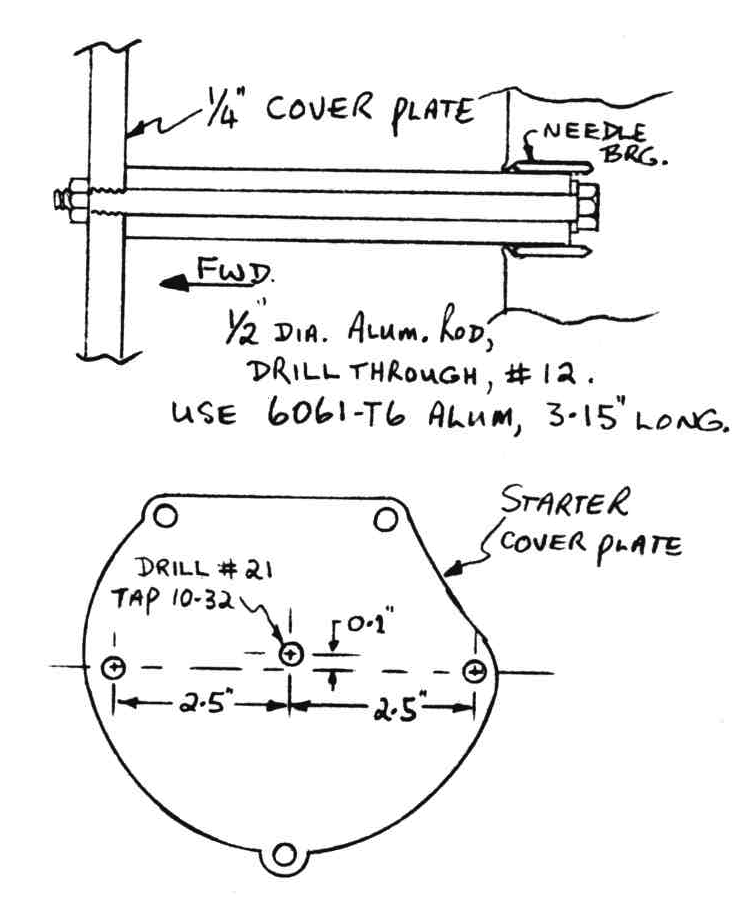 1/4" COVER PLATE
NEEDLE
BRG.
FWD.
1/2" DIA. ALUM. ROD,
DRILL THROUGH, #12.
USE 6061-T6 ALUM, 3.15" LONG.
STARTER
COVER PLATE
DRILL #21
TAP 10-32
0.1"
2.5"
2.5"